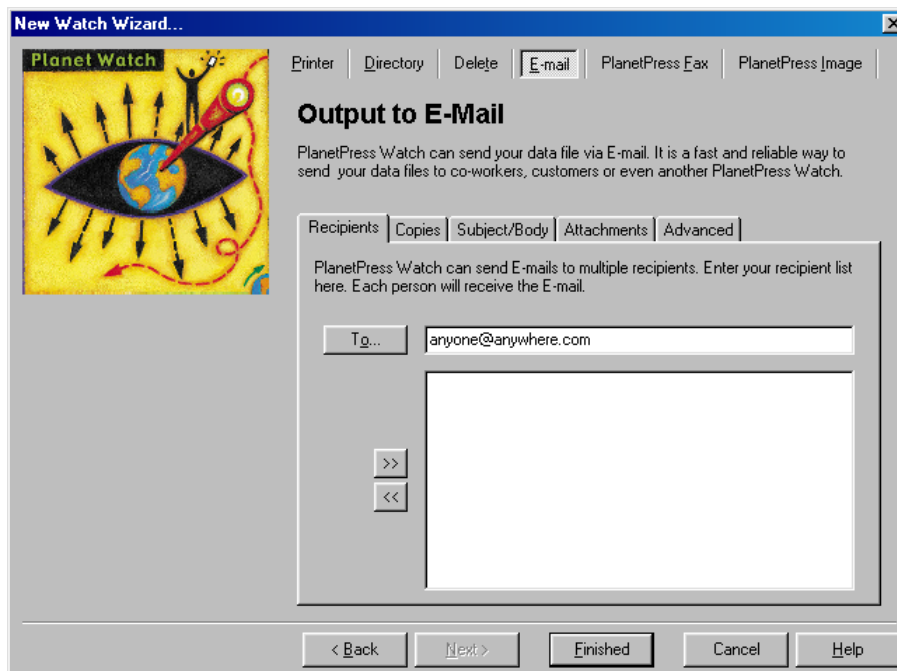 New Watch Wizard...
Planet Watch
Printer Directory Delete E-mail PlanetPress Fax PlanetPress Image
Output to E-Mail
PlanetPress Watch can send your data file via E-mail. It is a fast and reliable way to
send your data files to co-workers, customers or even another PlanetPress Watch.
Recipients Copies Subject/Body Attachments Advanced
PlanetPress Watch can send E-mails to multiple recipients. Enter your recipient list
here. Each person will receive the E-mail.
To... anyone@anywhere.com
>>
<<
< Back Next > Finished Cancel Help